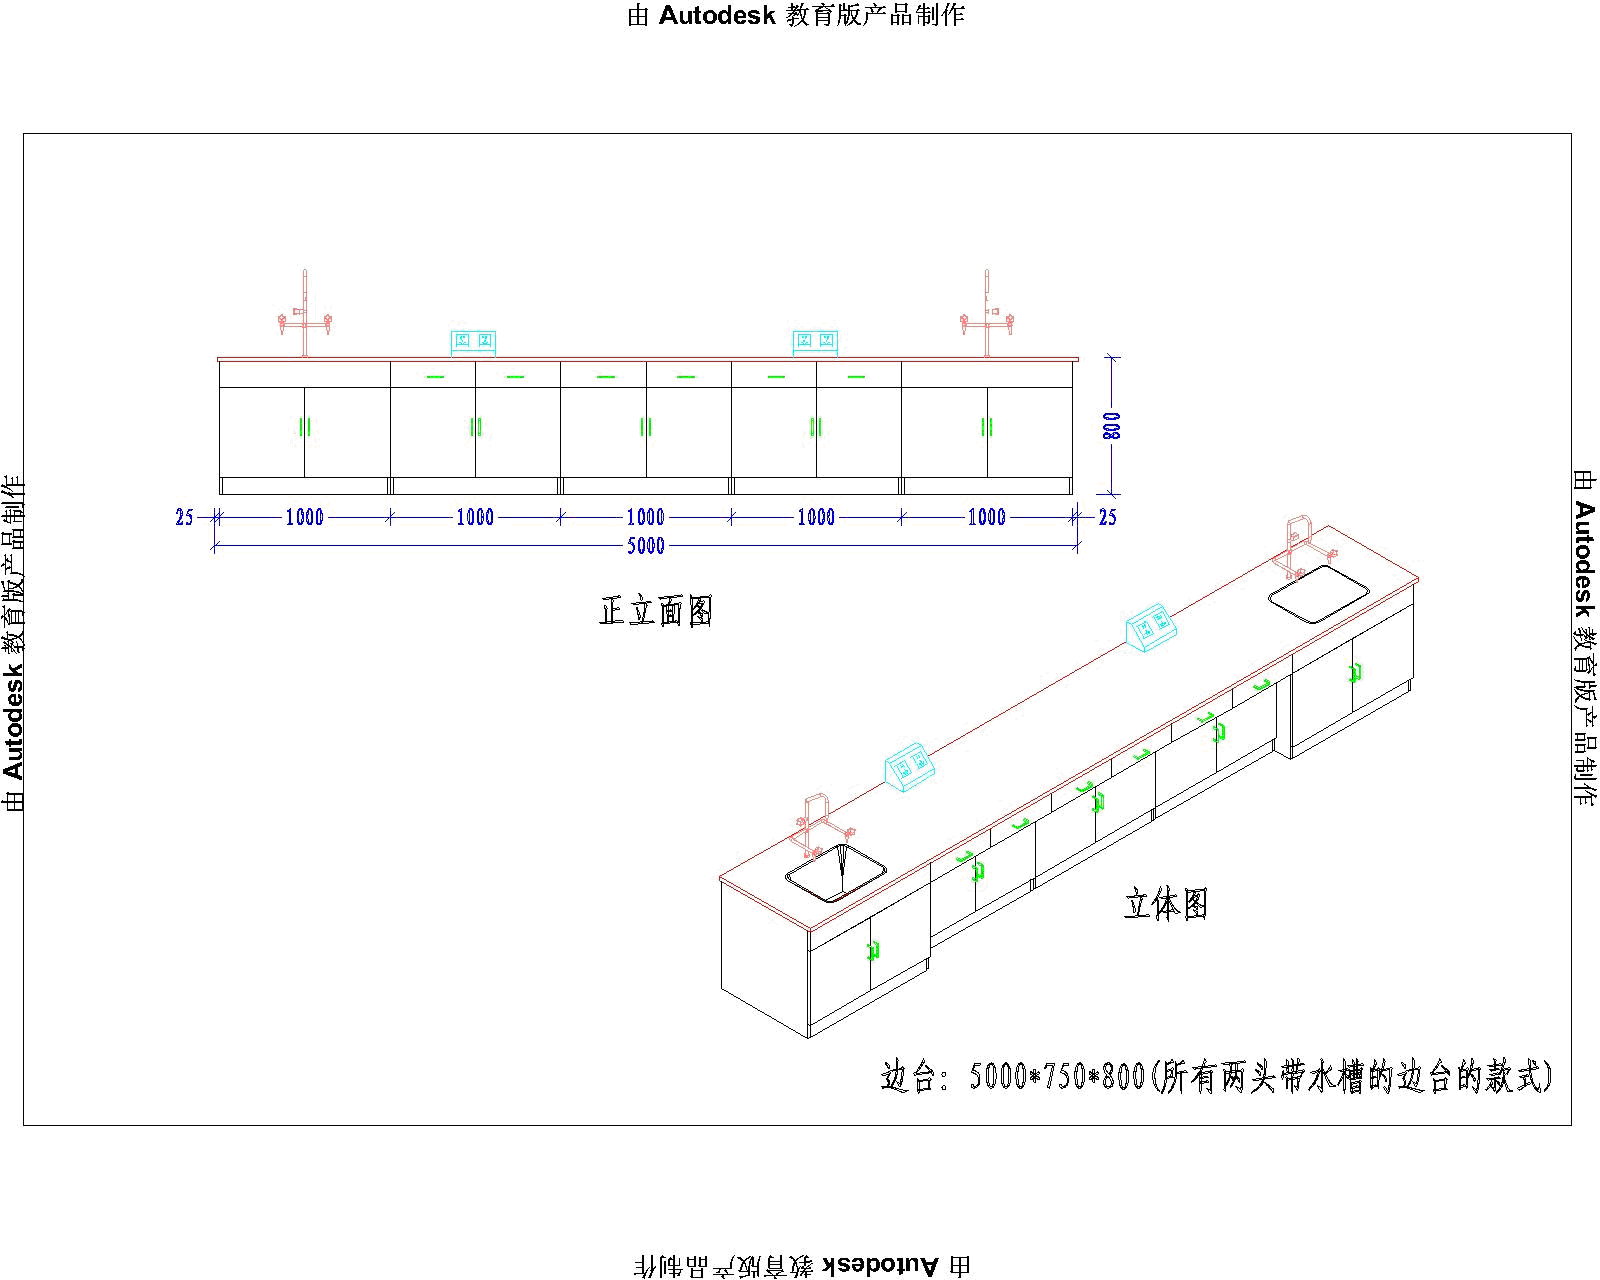 由 Autodesk 教育版产品制作
800
25 1000 1000 1000 1000 1000 25
5000
正立面图
立体图
边台：5000*750*800(所有两头带水槽的边台的款式)
由 Autodesk 教育版产品制作
由 Autodesk 教育版产品制作
由 Autodesk 教育版产品制作